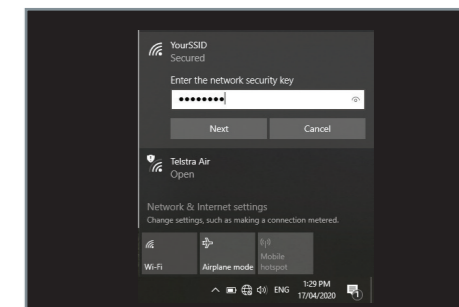 YourSSID
Secured
Enter the network security key
••••••••
Next Cancel
Telstra Air
Open
Network & Internet settings
Change settings, such as making a connection metered.
Wi-Fi Airplane mode Mobile hotspot
ENG 1:29 PM
17/04/2020
1